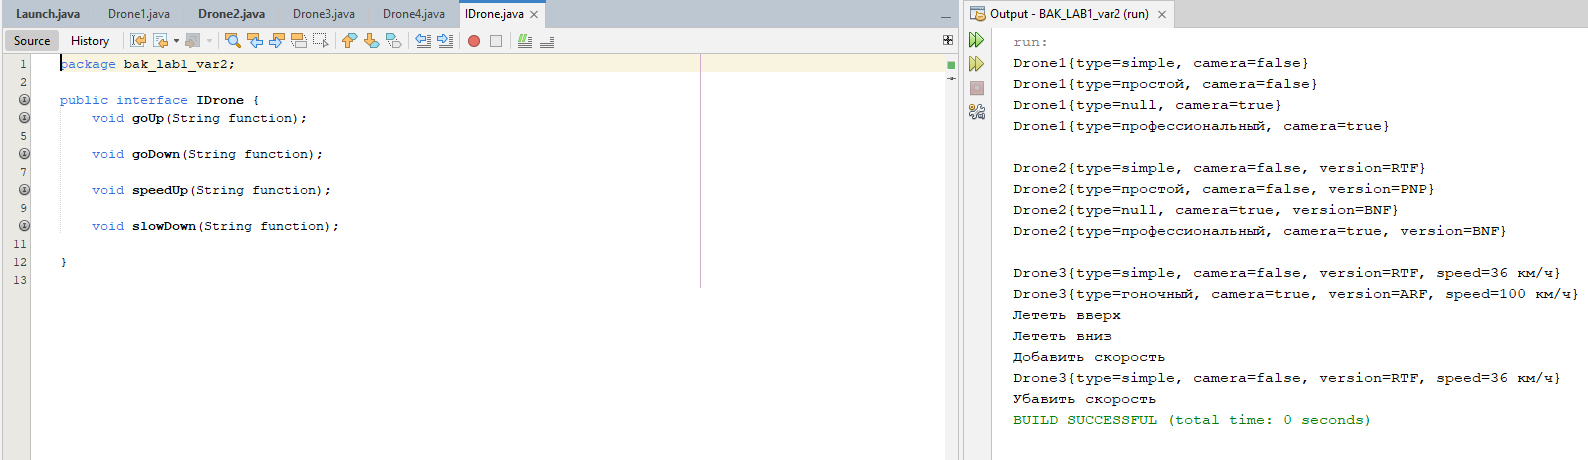 Launch.java Drone1.java Drone2.java Drone3.java Drone4.java IDrone.java
Source History
1 package bak_lab1_var2;
2
public interface IDrone {
void goUp(String function);
5
void goDown(String function);
7
void speedUp(String function);
9
void slowDown(String function);
11
12 }
13
Output - BAK_LAB1_var2 (run)
run:
Drone1{type=simple, camera=false}
Drone1{type=простой, camera=false}
Drone1{type=null, camera=true}
Drone1{type=профессиональный, camera=true}
Drone2{type=simple, camera=false, version=RTF}
Drone2{type=простой, camera=false, version=PNP}
Drone2{type=null, camera=true, version=BNF}
Drone2{type=профессиональный, camera=true, version=BNF}
Drone3{type=simple, camera=false, version=RTF, speed=36 км/ч}
Drone3{type=гоночный, camera=true, version=ARF, speed=100 км/ч}
Лететь вверх
Лететь вниз
Добавить скорость
Drone3{type=simple, camera=false, version=RTF, speed=36 км/ч}
Убавить скорость
BUILD SUCCESSFUL (total time: 0 seconds)